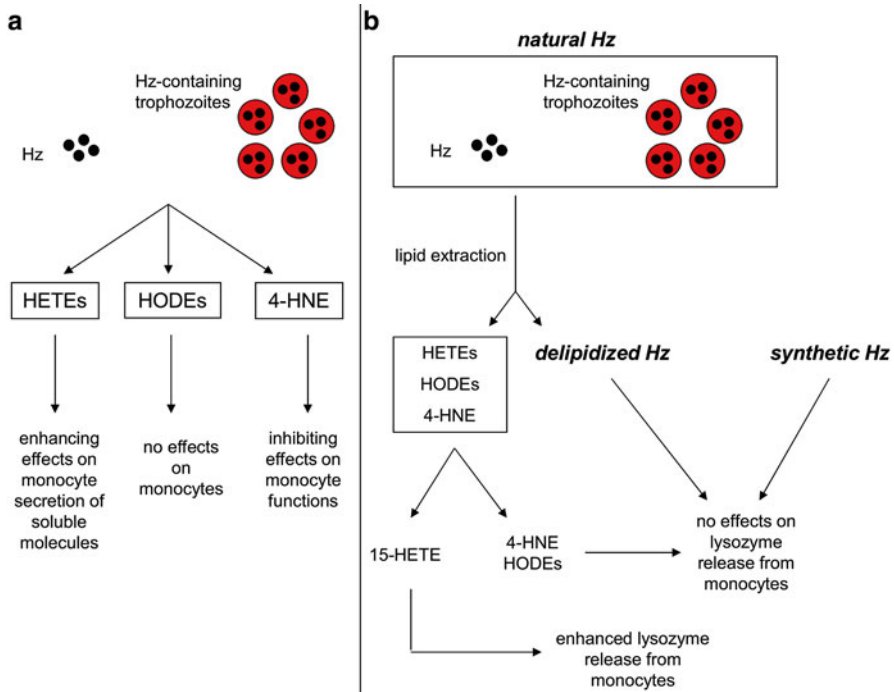 a
Hz-containing
trophozoites
Hz
HETEs
HODEs
4-HNE
enhancing
effects on
monocyte
secretion of
soluble
molecules
no effects
on
monocytes
inhibiting
effects on
monocyte
functions
b
natural Hz
Hz-containing
trophozoites
Hz
lipid extraction
HETEs
HODEs
4-HNE
delipidized Hz
synthetic Hz
15-HETE
4-HNE
HODEs
no effects on
lysozyme
release from
monocytes
enhanced lysozyme
release from
monocytes